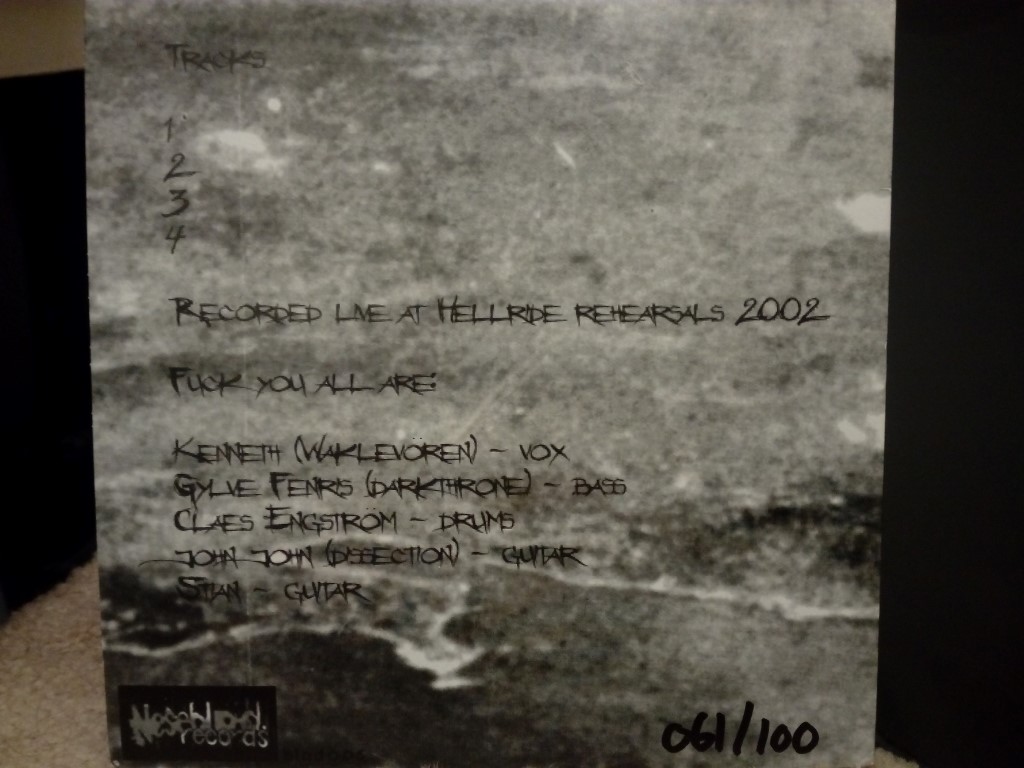 Tracks
1
2
3
4
Recorded live at Hellride rehearsals 2002
Fuck you all are:
Kenneth (Waklevören) - vox
Gylve Fenris (Darkthrone) - bass
Claes Engström - drums
John John (Dissection) - guitar
Stian - guitar
Nosebleed
records
061/100